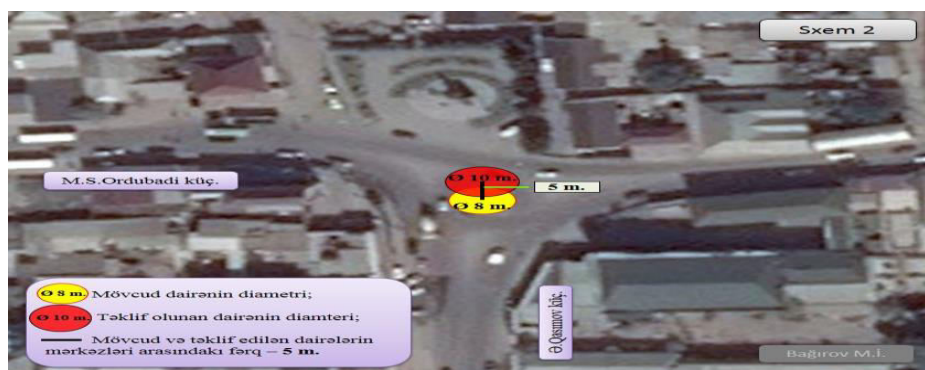 Sxem 2
M.S.Ordubadi küç.
Ø 10 m.
5 m.
Ø 8 m.
Ø 8 m. Mövcud dairənin diametri;
Ø 10 m. Təklif olunan dairənin diamteri;
Mövcud və təklif edilən dairələrin
mərkəzləri arasındakı fərq – 5 m.
Ə.Qasımov küç.
Bağırov M.İ.